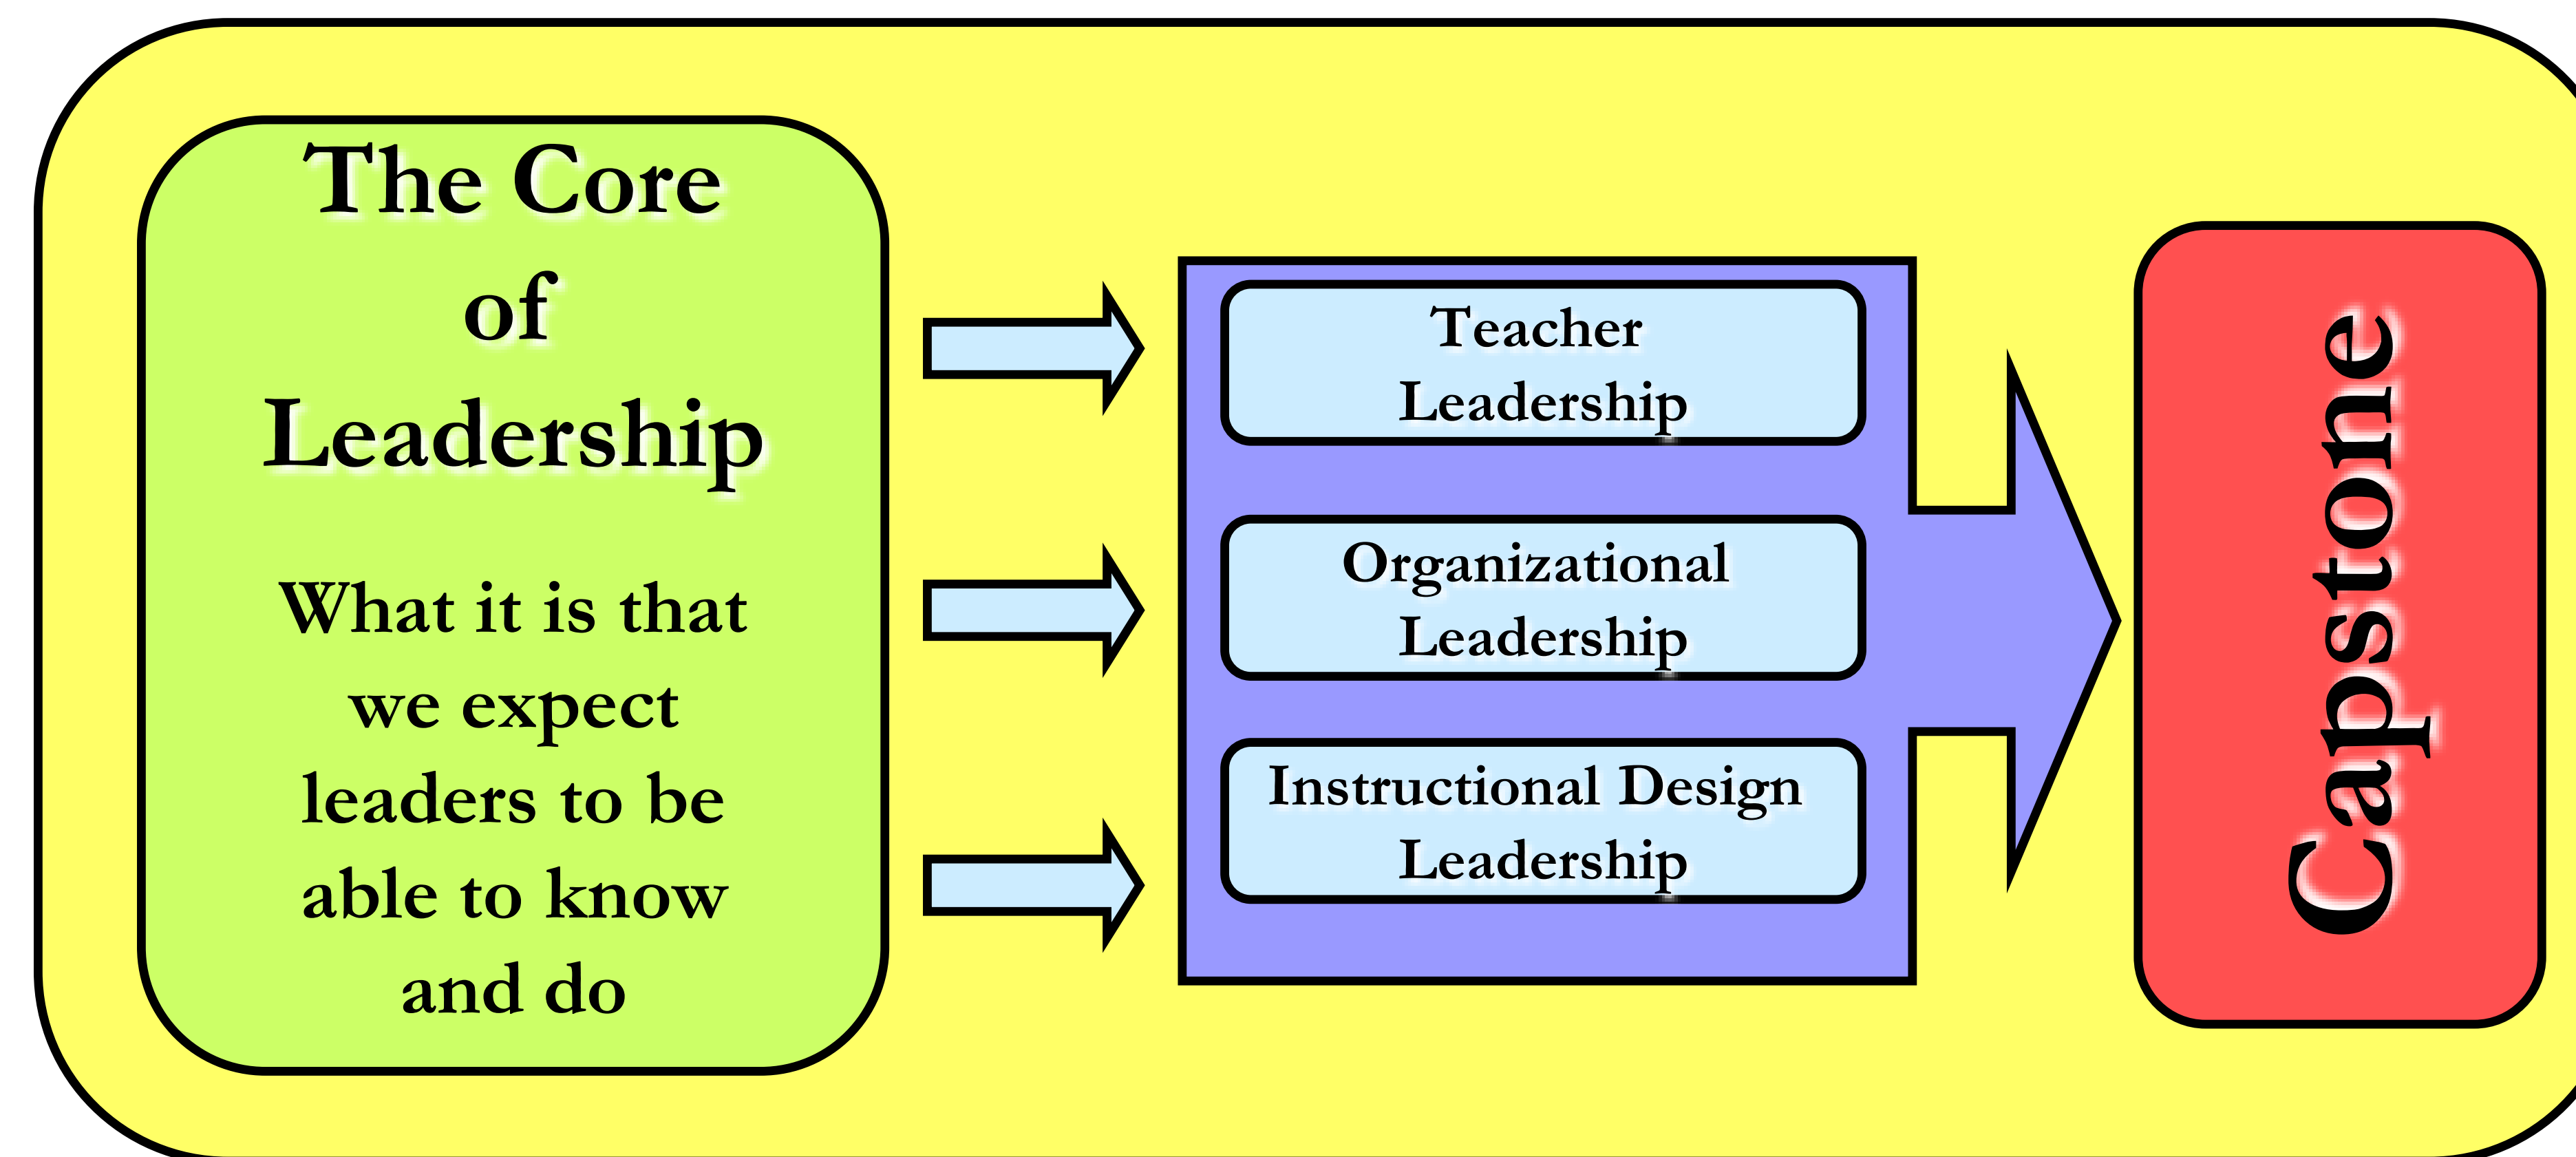 The Core
of
Leadership
What it is that
we expect
leaders to be
able to know
and do
Teacher
Leadership
Organizational
Leadership
Instructional Design
Leadership
Capstone